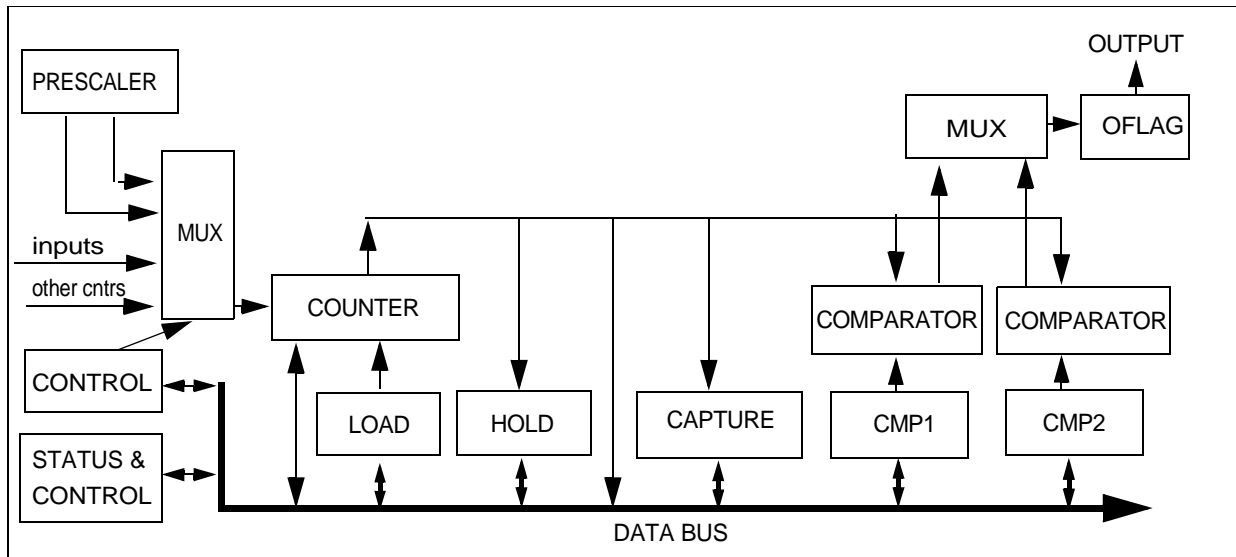 OUTPUT
PRESCALER
MUX
OFLAG
MUX
inputs
other cntrs
COUNTER
COMPARATOR
COMPARATOR
CONTROL
LOAD
HOLD
CAPTURE
CMP1
CMP2
STATUS &
CONTROL
DATA BUS